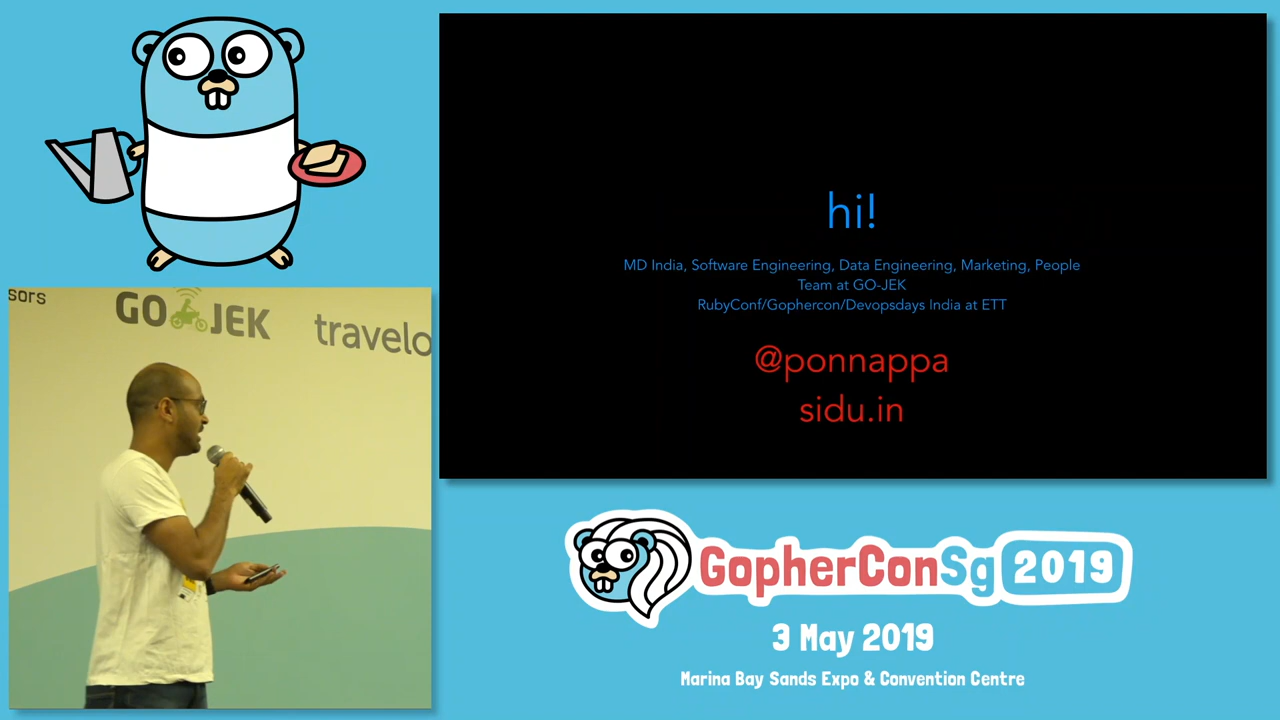 sors
GO JEK
travelo
hi!
MD India, Software Engineering, Data Engineering, Marketing, People
Team at GO-JEK
RubyConf/Gophercon/Devopsdays India at ETT
@ponnappa
sidu.in
GopherConSg 2019
3 May 2019
Marina Bay Sands Expo & Convention Centre